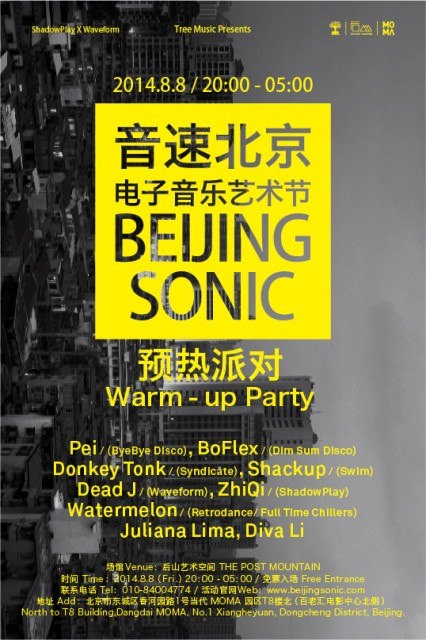 ShadowPlay X Waveform
Tree Music Presents
MO
MA
2014.8.8 / 20:00 - 05:00
音速北京
电子音乐艺术节
BEIJING
SONIC
预热派对
Warm - up Party
Pei / (ByeBye Disco), BoFlex / (Dim Sum Disco)
Donkey Tonk / (Syndicate), Shackup / (Swim)
Dead J / (Waveform), ZhiQi / (ShadowPlay)
Watermelon / (Retrodance/ Full Time Chillers)
Juliana Lima, Diva Li
场馆 Venue: 后山艺术空间 THE POST MOUNTAIN
时间 Time : 2014.8.8 (Fri.) 20:00 - 05:00 / 免票入场 Free Entrance
联系电话 Tel: 010-84004774 / 活动官网Web: www.beijingsonic.com
地址 Add: 北京市东城区香河园路1号当代 MOMA 园区T8楼北 (百老汇电影中心北侧)
North to T8 Building,Dangdai MOMA, No.1 Xiangheyuan, Dongcheng District, Beijing.